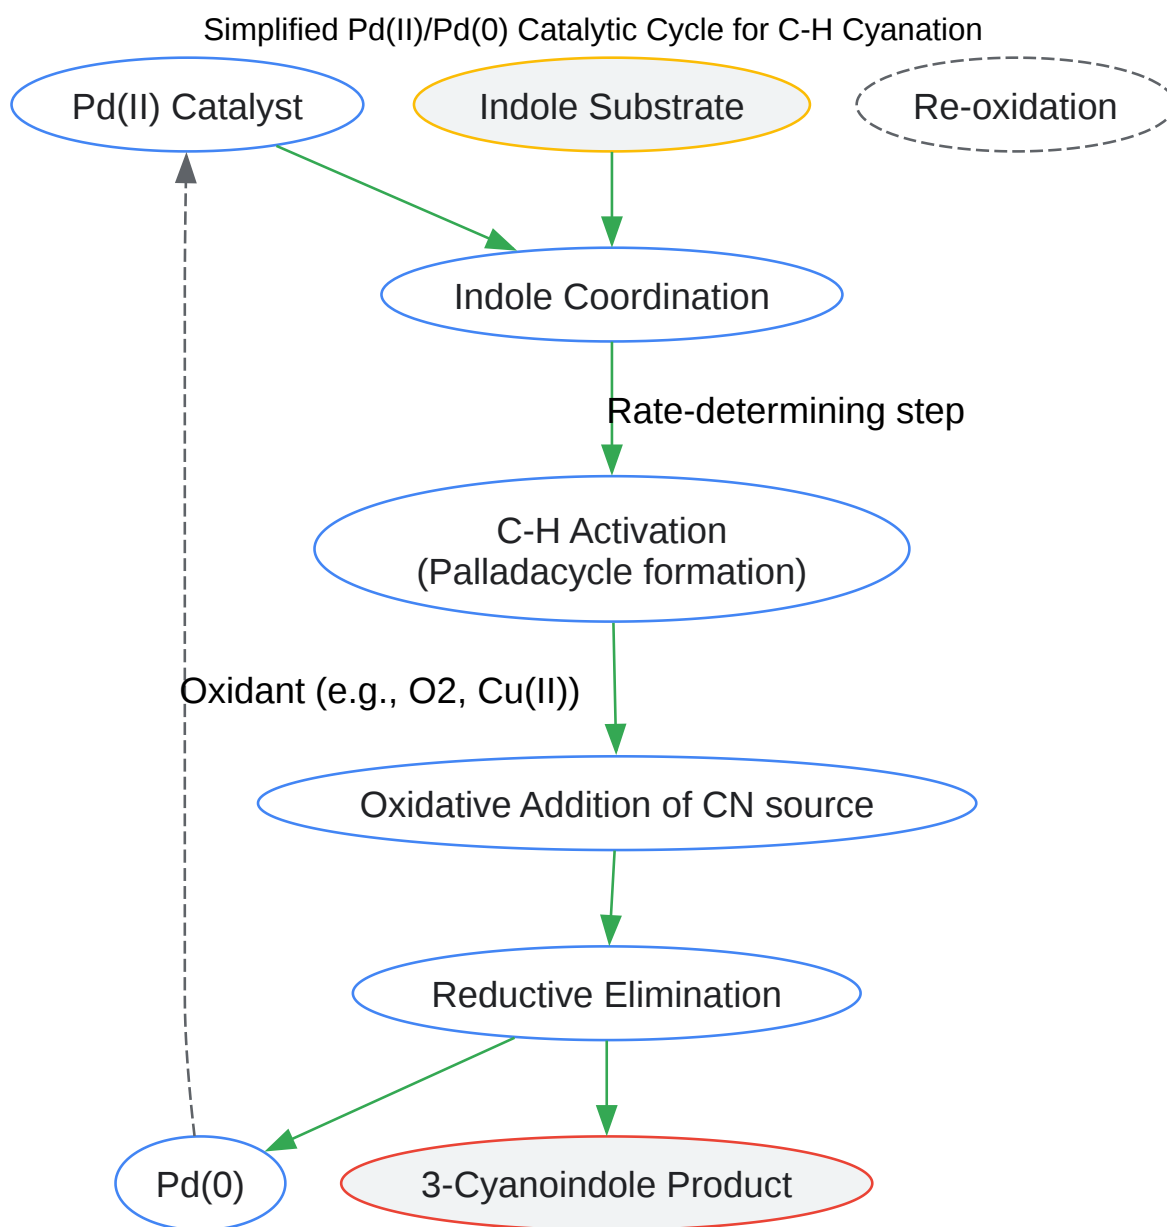 Simplified Pd(II)/Pd(0) Catalytic Cycle for C-H Cyanation
Pd(II) Catalyst
Indole Substrate
Re-oxidation
Indole Coordination
Rate-determining step
C-H Activation
(Palladacycle formation)
Oxidant (e.g., O2, Cu(II))
Oxidative Addition of CN source
Reductive Elimination
Pd(0)
3-Cyanoindole Product